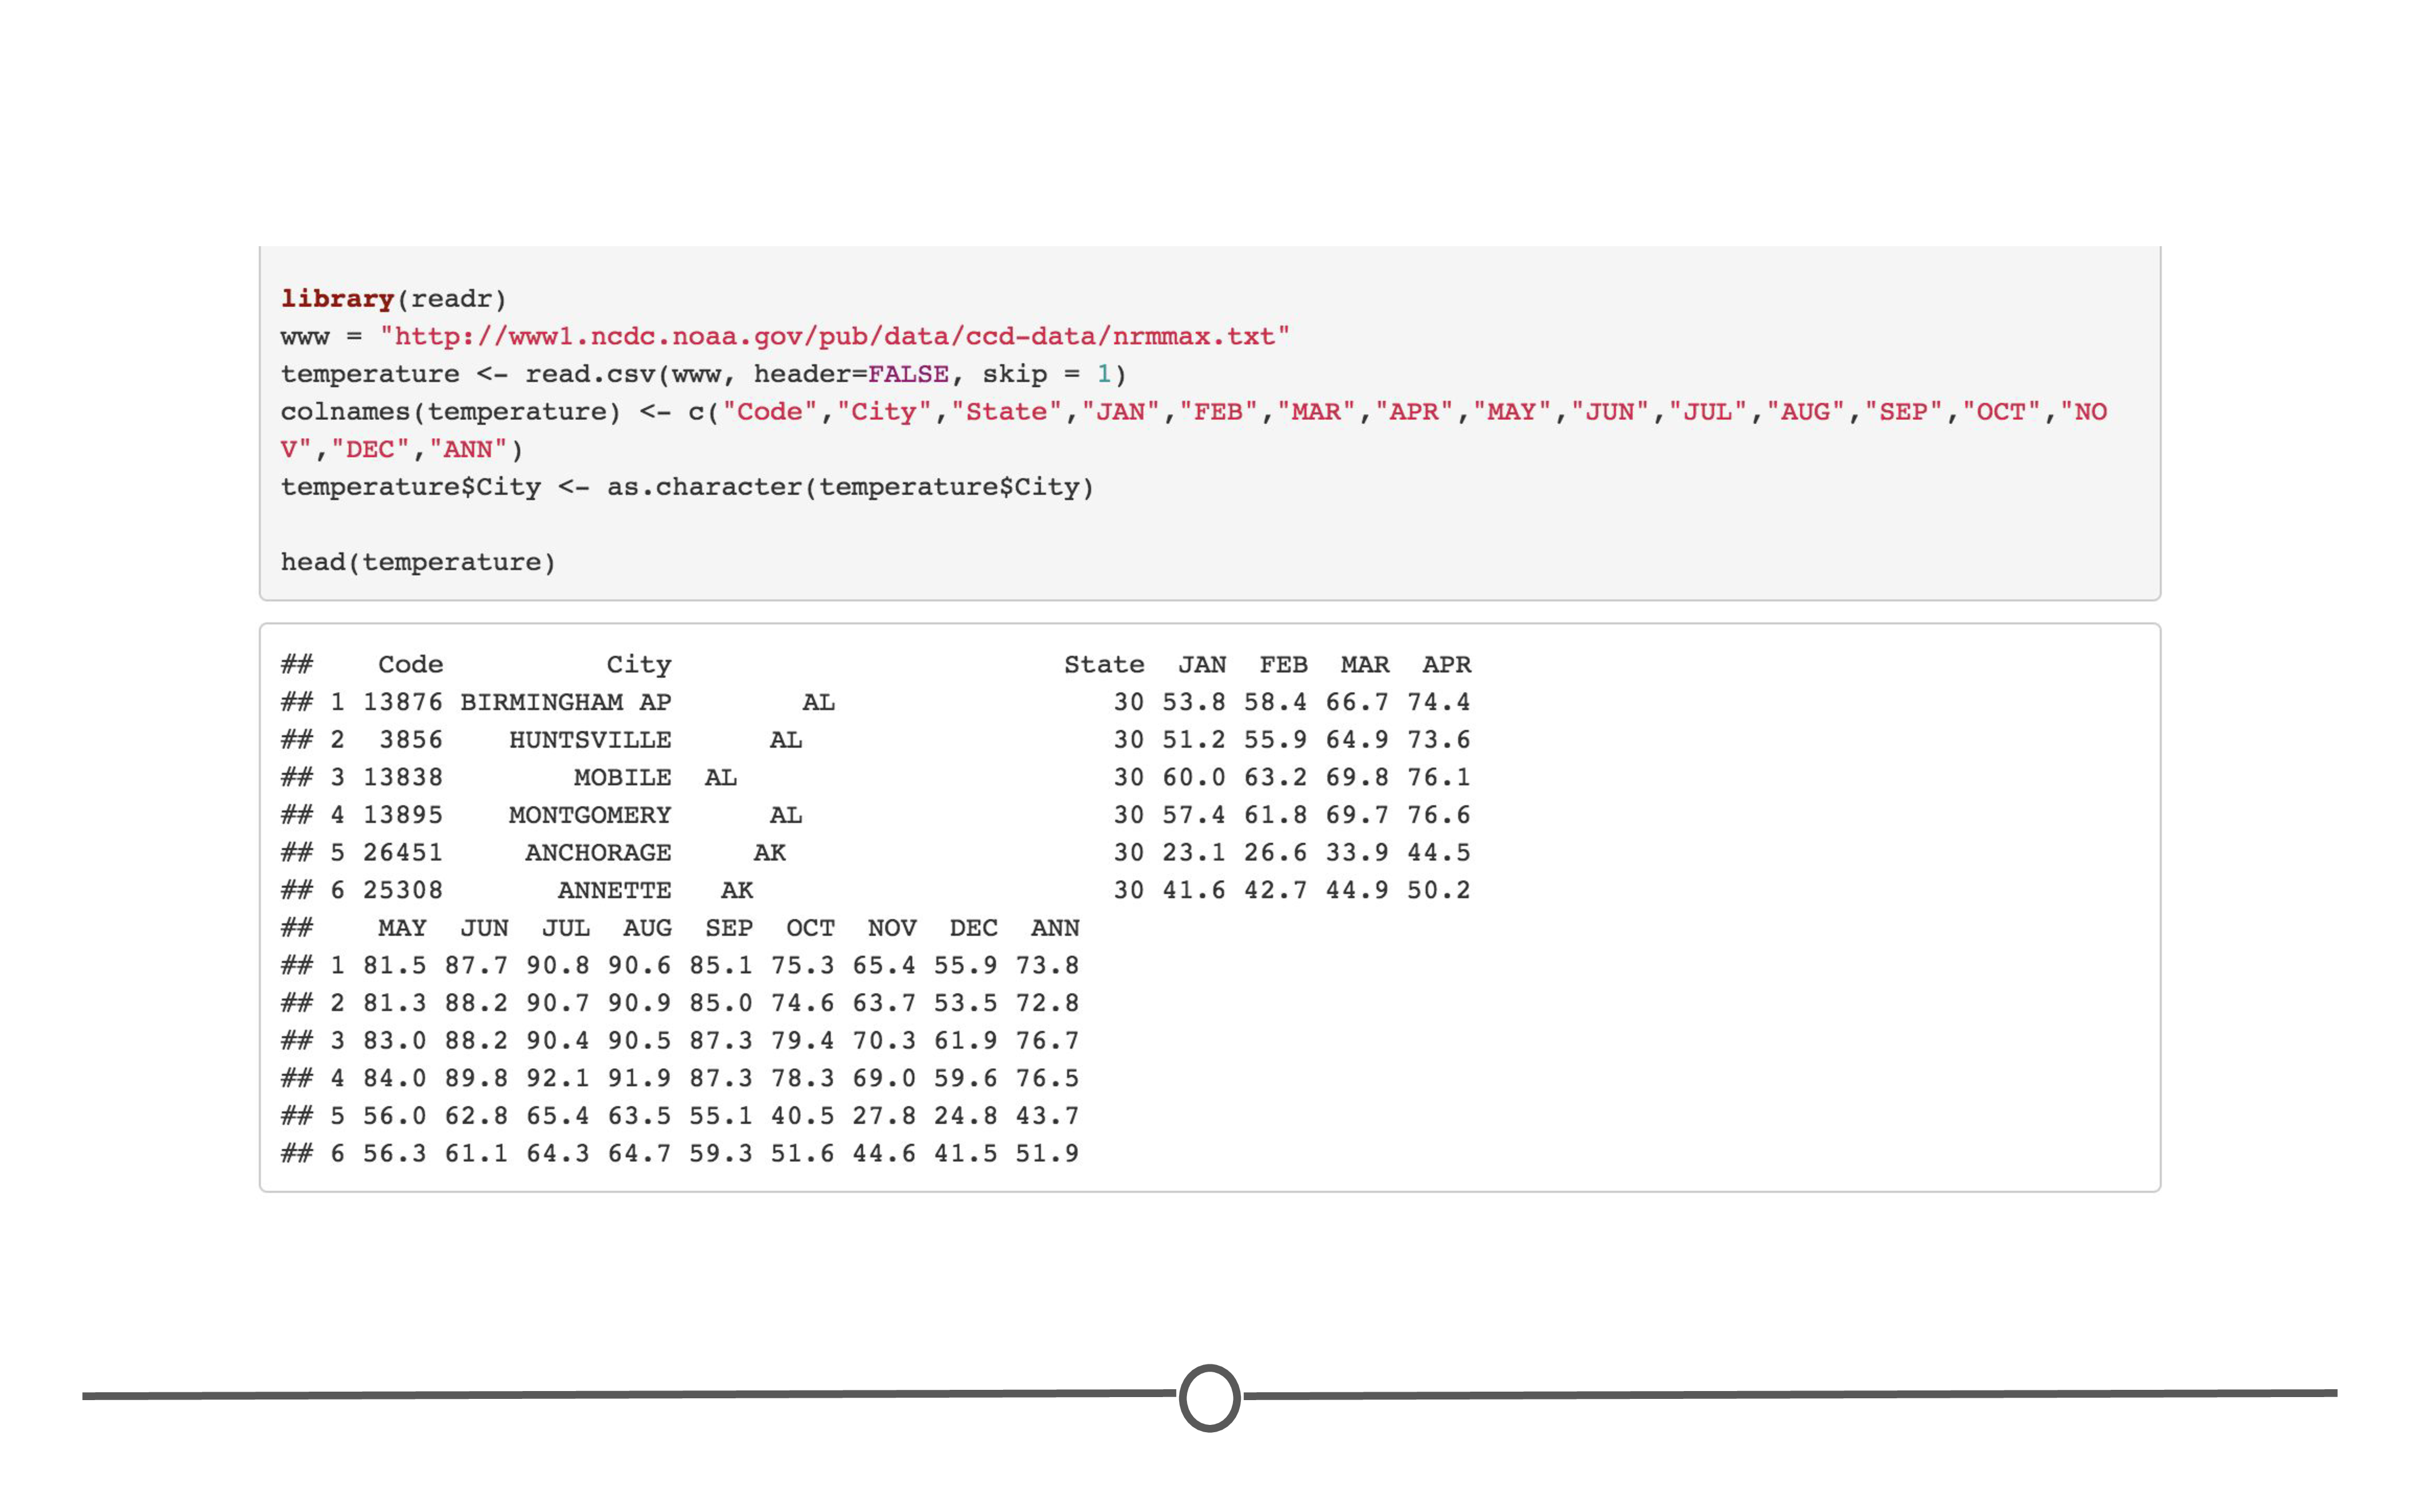 library(readr)
www = "http://www1.ncdc.noaa.gov/pub/data/ccd-data/nrmmax.txt"
temperature <- read.csv(www, header=FALSE, skip = 1)
colnames(temperature) <- c("Code","City","State","JAN","FEB","MAR","APR","MAY","JUN","JUL","AUG","SEP","OCT","NO
V","DEC","ANN")
temperature$City <- as.character(temperature$City)
head(temperature)
##    Code          City                        State  JAN  FEB  MAR  APR
## 1 13876 BIRMINGHAM AP        AL                 30 53.8 58.4 66.7 74.4
## 2  3856    HUNTSVILLE      AL                   30 51.2 55.9 64.9 73.6
## 3 13838        MOBILE  AL                       30 60.0 63.2 69.8 76.1
## 4 13895    MONTGOMERY      AL                   30 57.4 61.8 69.7 76.6
## 5 26451     ANCHORAGE     AK                    30 23.1 26.6 33.9 44.5
## 6 25308       ANNETTE   AK                      30 41.6 42.7 44.9 50.2
##    MAY  JUN  JUL  AUG  SEP  OCT  NOV  DEC  ANN
## 1 81.5 87.7 90.8 90.6 85.1 75.3 65.4 55.9 73.8
## 2 81.3 88.2 90.7 90.9 85.0 74.6 63.7 53.5 72.8
## 3 83.0 88.2 90.4 90.5 87.3 79.4 70.3 61.9 76.7
## 4 84.0 89.8 92.1 91.9 87.3 78.3 69.0 59.6 76.5
## 5 56.0 62.8 65.4 63.5 55.1 40.5 27.8 24.8 43.7
## 6 56.3 61.1 64.3 64.7 59.3 51.6 44.6 41.5 51.9